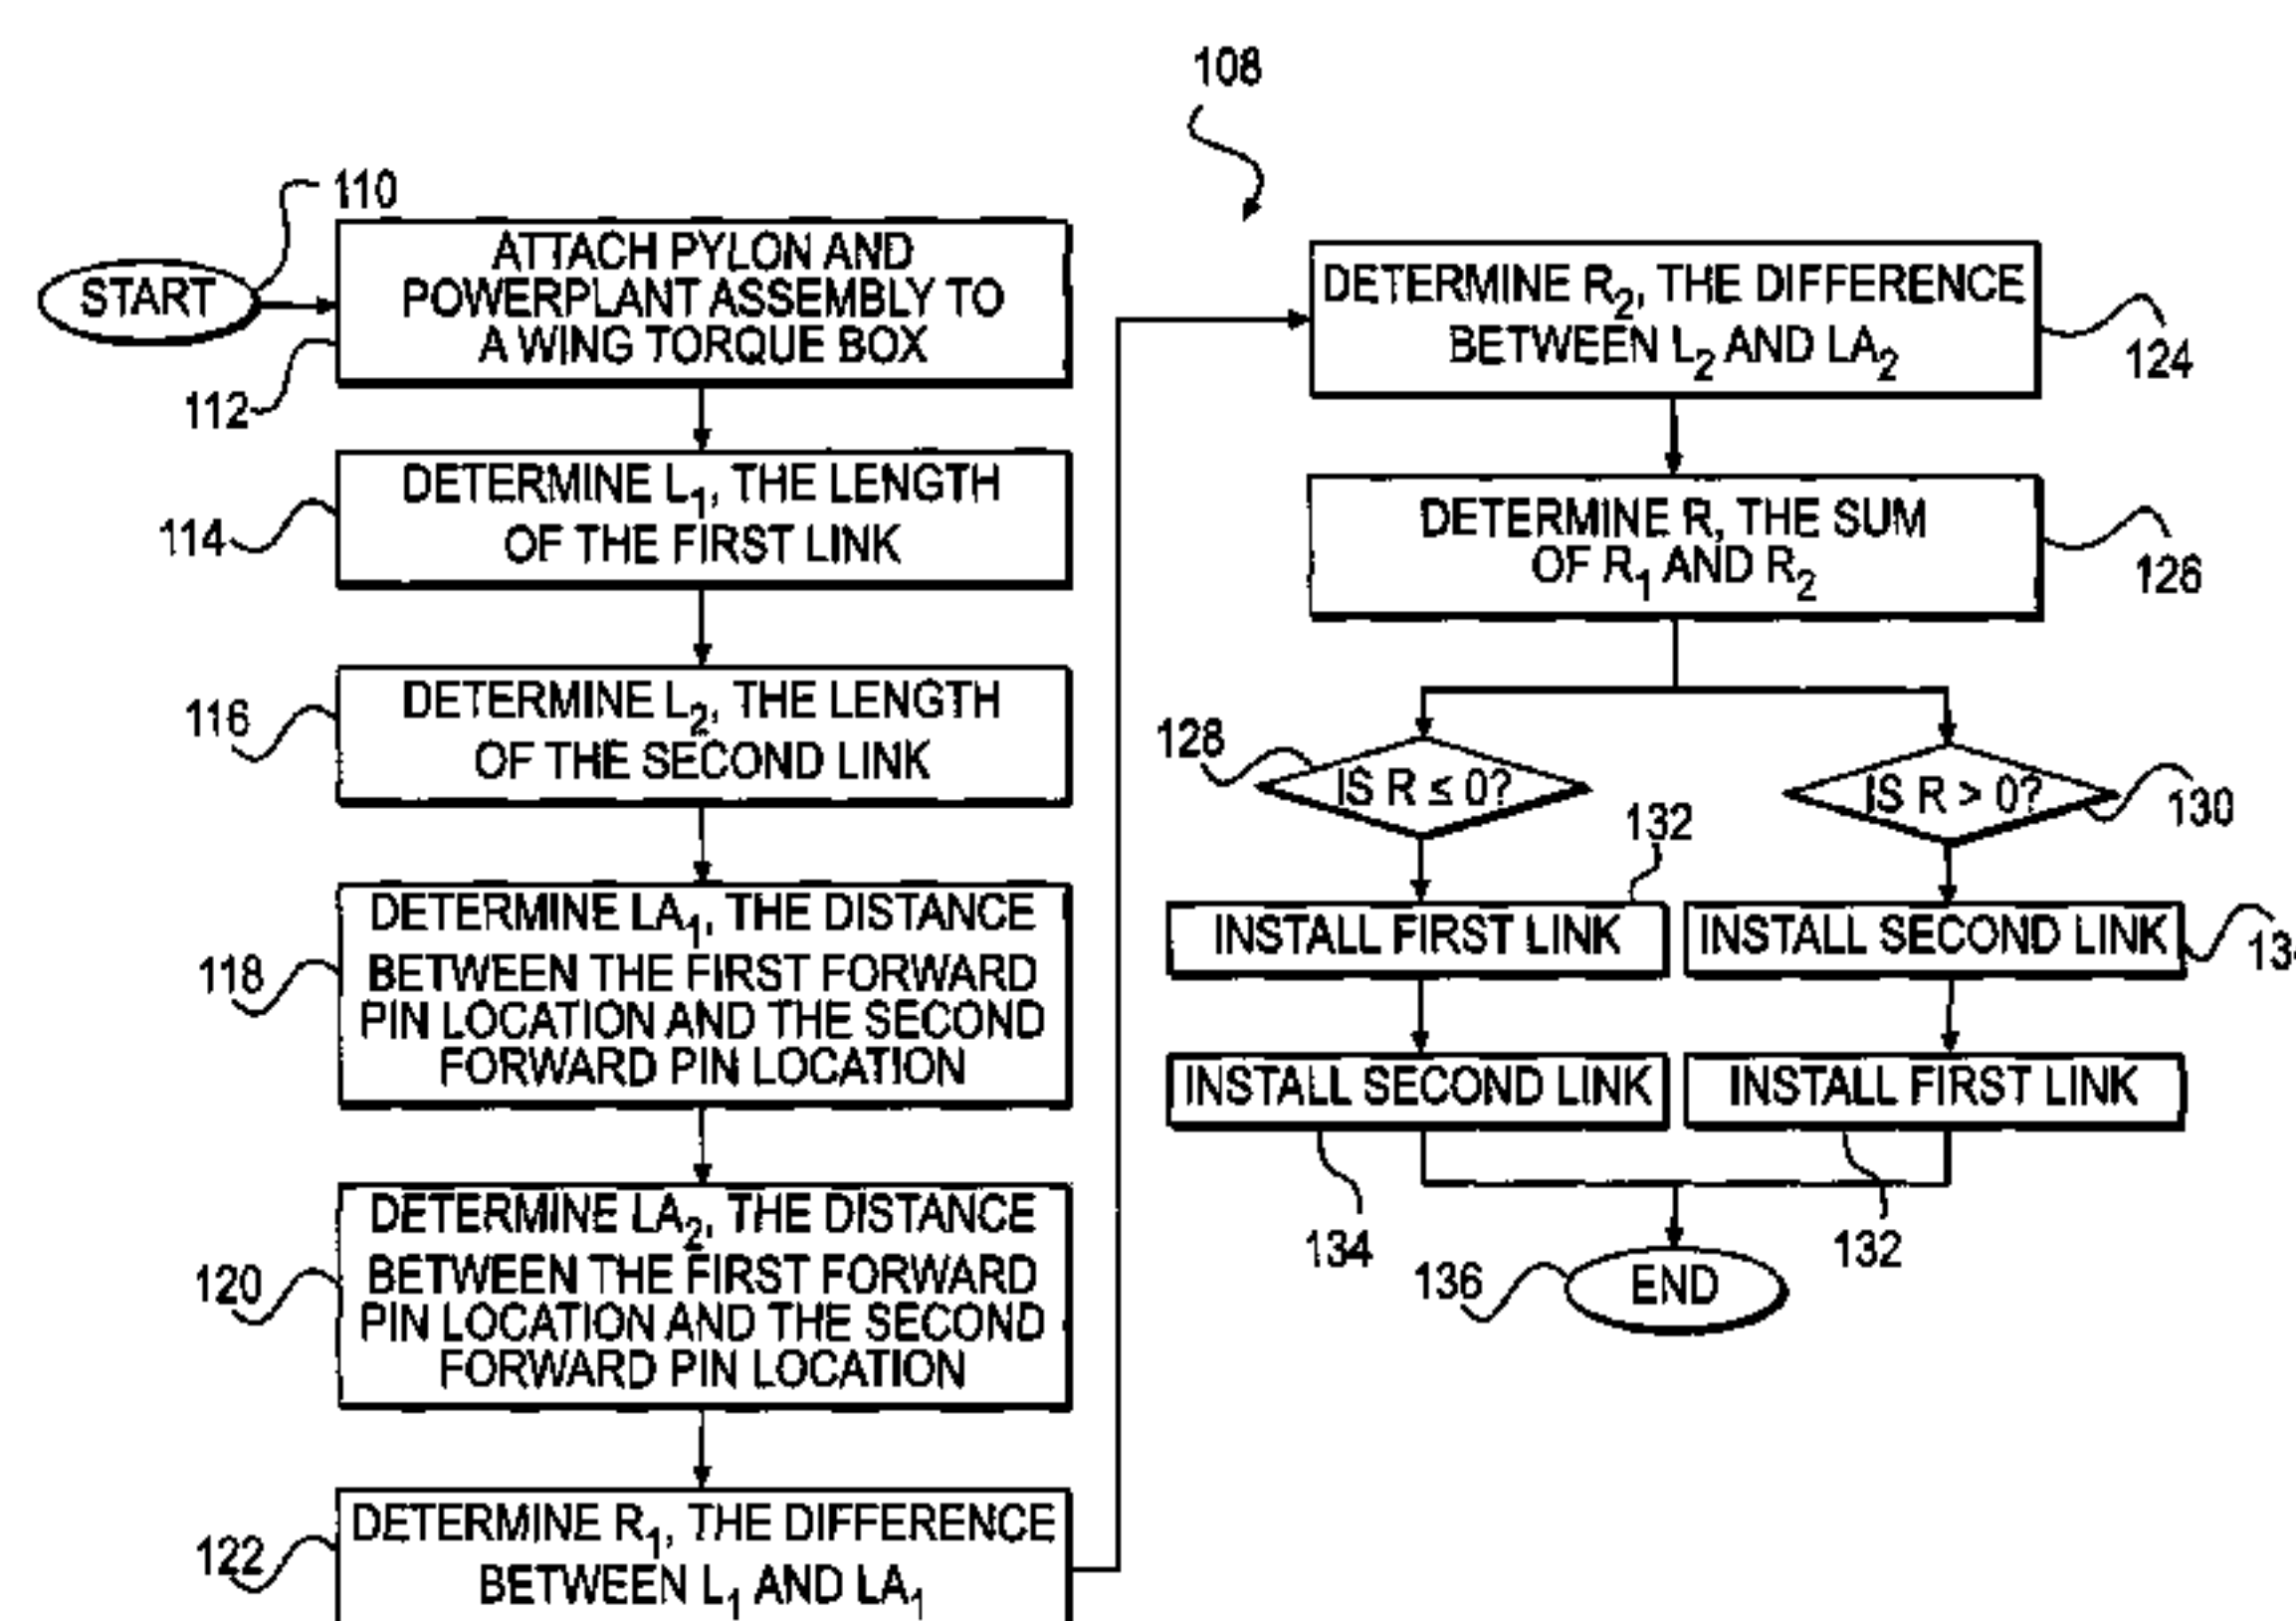 108
110
START
ATTACH PYLON AND
POWERPLANT ASSEMBLY TO
A WING TORQUE BOX
112
DETERMINE L₁, THE LENGTH
OF THE FIRST LINK
114
DETERMINE L₂, THE LENGTH
OF THE SECOND LINK
116
DETERMINE LA₁, THE DISTANCE
BETWEEN THE FIRST FORWARD
PIN LOCATION AND THE SECOND
FORWARD PIN LOCATION
118
DETERMINE LA₂, THE DISTANCE
BETWEEN THE FIRST FORWARD
PIN LOCATION AND THE SECOND
FORWARD PIN LOCATION
120
DETERMINE R₁, THE DIFFERENCE
BETWEEN L₁ AND LA₁
122
DETERMINE R₂, THE DIFFERENCE
BETWEEN L₂ AND LA₂
124
DETERMINE R, THE SUM
OF R₁ AND R₂
126
128
IS R ≤ 0?
IS R > 0?
130
132
INSTALL FIRST LINK
INSTALL SECOND LINK
INSTALL SECOND LINK
INSTALL FIRST LINK
134
132
136
END